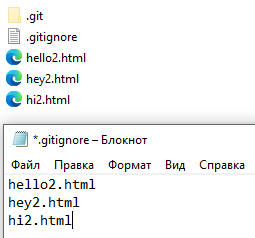 .git
.gitignore
hello2.html
hey2.html
hi2.html
*.gitignore – Блокнот
Файл Правка Формат Вид Справка
hello2.html
hey2.html
hi2.html